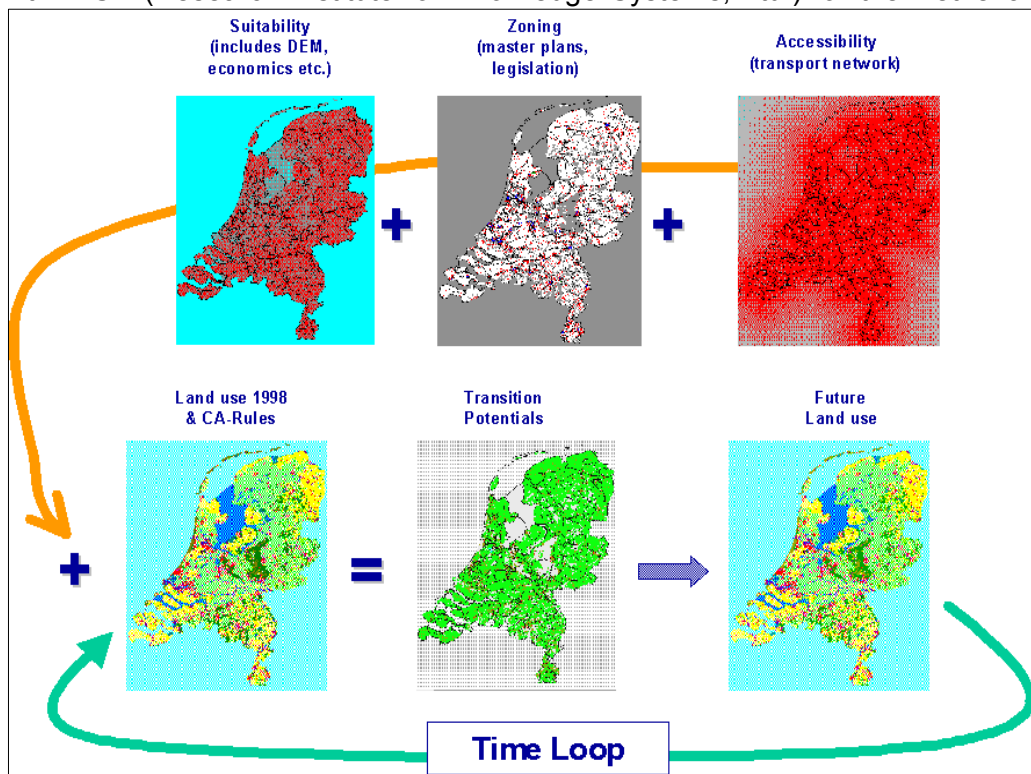 Suitability
(includes DEM,
economics etc.)
Zoning
(master plans,
legislation)
Accessibility
(transport network)
+
+
Land use 1998
& CA-Rules
Transition
Potentials
Future
Land use
+
=
Time Loop